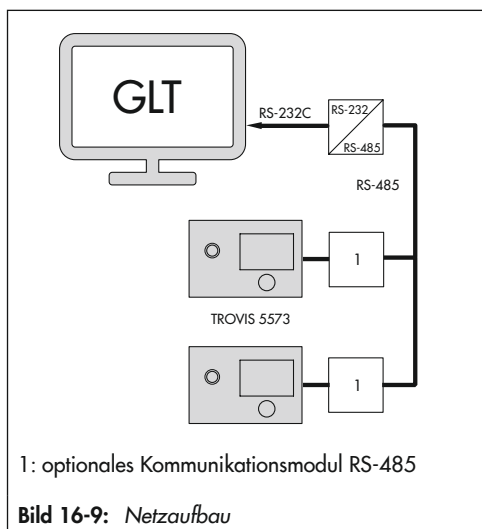 GLT
RS-232C
RS-232
RS-485
RS-485
1
TROVIS 5573
1
1: optionales Kommunikationsmodul RS-485
Bild 16-9: Netzaufbau